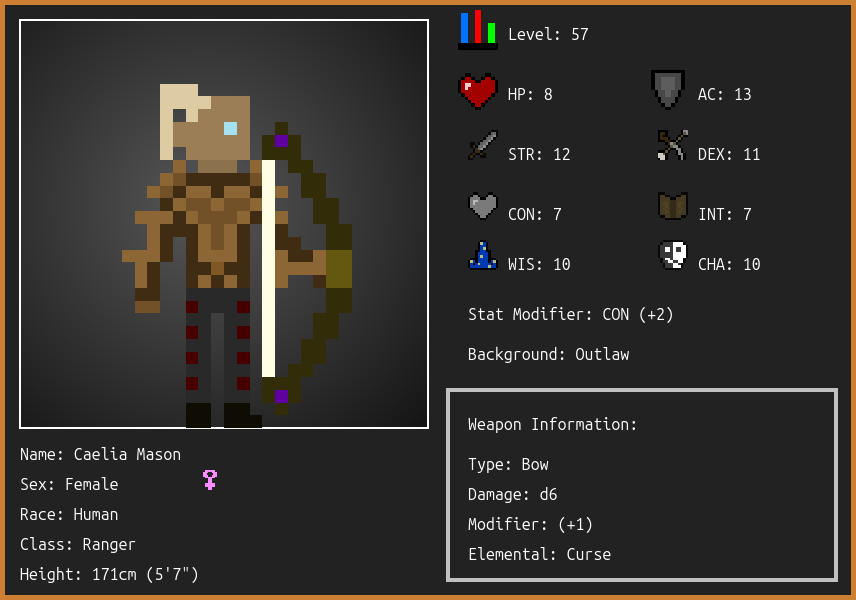 Level: 57
HP: 8
AC: 13
STR: 12
DEX: 11
CON: 7
INT: 7
WIS: 10
CHA: 10
Stat Modifier: CON (+2)
Background: Outlaw
Weapon Information:
Type: Bow
Damage: d6
Modifier: (+1)
Elemental: Curse
Name: Caelia Mason
Sex: Female
Race: Human
Class: Ranger
Height: 171cm (5'7")